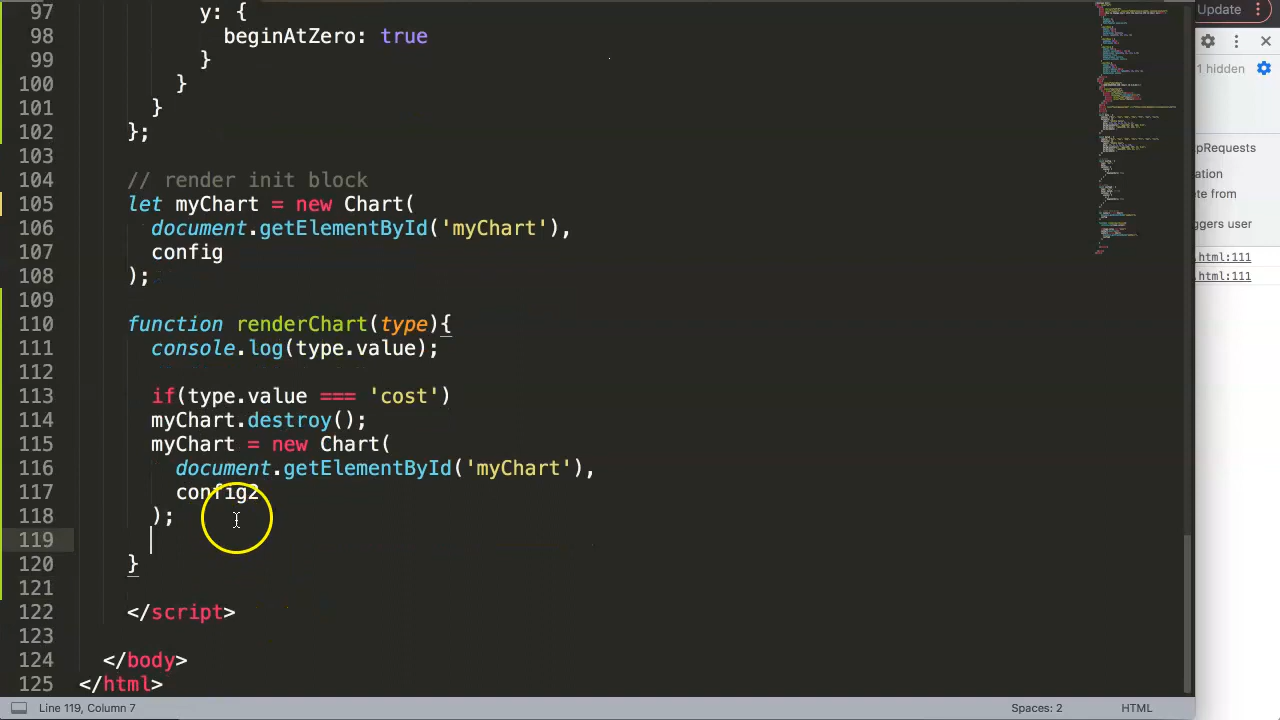 97 y: {
98 beginAtZero: true
99 }
100 }
101 }
102 };
103
104 // render init block
105 let myChart = new Chart(
106 document.getElementById('myChart'),
107 config
108 );
109
110 function renderChart(type){
111 console.log(type.value);
112
113 if(type.value === 'cost')
114 myChart.destroy();
115 myChart = new Chart(
116 document.getElementById('myChart'),
117 config2
118 );
119
120 }
121
122 </script>
123
124 </body>
125 </html>
Line 119, Column 7 Spaces: 2 HTML
Update
1 hidden
pRequests
ation
ete from
ggers user
.html:111
.html:111